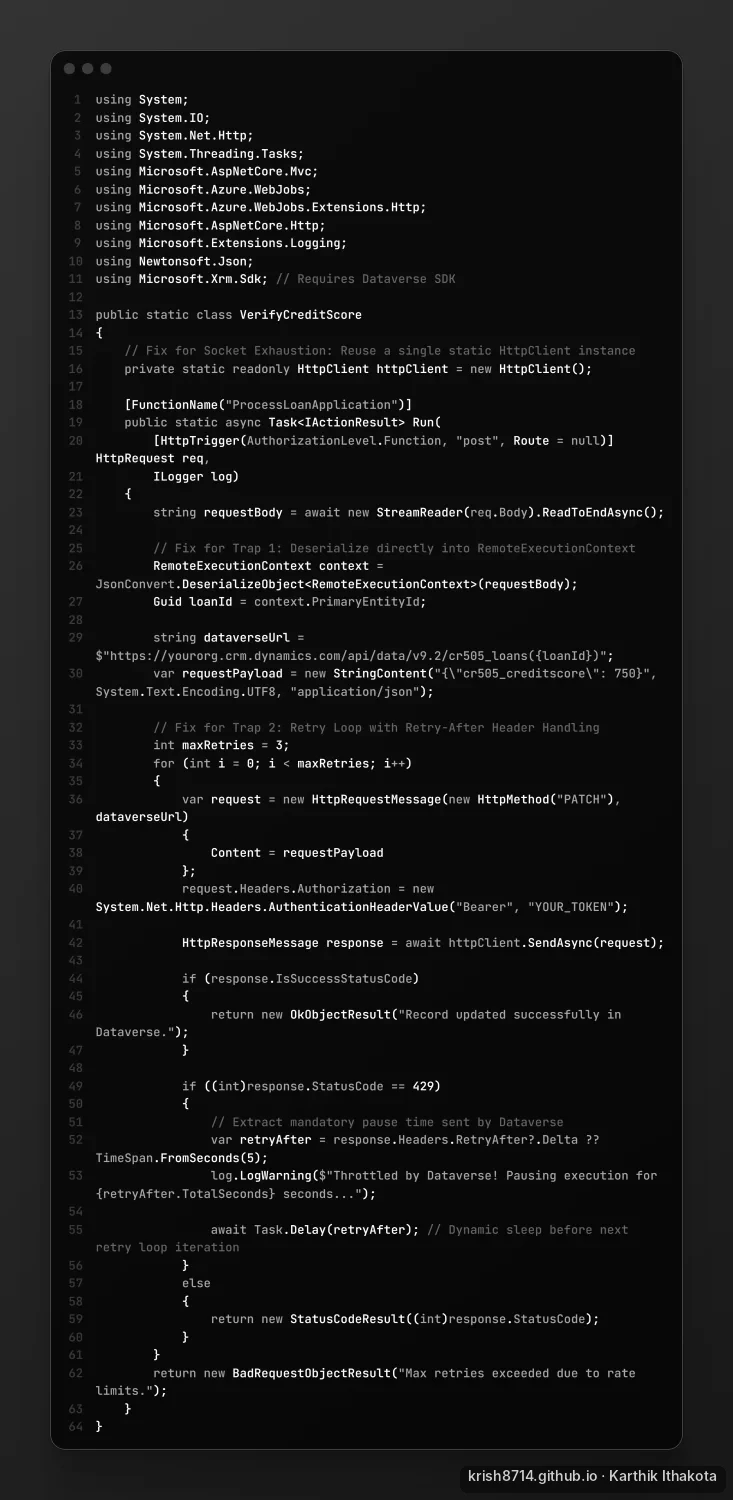 1 using System;
2 using System.IO;
3 using System.Net.Http;
4 using System.Threading.Tasks;
5 using Microsoft.AspNetCore.Mvc;
6 using Microsoft.Azure.WebJobs;
7 using Microsoft.Azure.WebJobs.Extensions.Http;
8 using Microsoft.AspNetCore.Http;
9 using Microsoft.Extensions.Logging;
10 using Newtonsoft.Json;
11 using Microsoft.Xrm.Sdk; // Requires Dataverse SDK
12
13 public static class VerifyCreditScore
14 {
15     // Fix for Socket Exhaustion: Reuse a single static HttpClient instance
16     private static readonly HttpClient httpClient = new HttpClient();
17
18     [FunctionName("ProcessLoanApplication")]
19     public static async Task<IActionResult> Run(
20         [HttpTrigger(AuthorizationLevel.Function, "post", Route = null)]
HttpRequest req,
21         ILogger log)
22     {
23         string requestBody = await new StreamReader(req.Body).ReadToEndAsync();
24
25         // Fix for Trap 1: Deserialize directly into RemoteExecutionContext
26         RemoteExecutionContext context =
JsonConvert.DeserializeObject<RemoteExecutionContext>(requestBody);
27         Guid loanId = context.PrimaryEntityId;
28
29         string dataverseUrl =
$"https://yourorg.crm.dynamics.com/api/data/v9.2/cr505_loans({loanId})";
30         var requestPayload = new StringContent("{\"cr505_creditscore\": 750}",
System.Text.Encoding.UTF8, "application/json");
31
32         // Fix for Trap 2: Retry Loop with Retry-After Header Handling
33         int maxRetries = 3;
34         for (int i = 0; i < maxRetries; i++)
35         {
36             var request = new HttpRequestMessage(new HttpMethod("PATCH"),
dataverseUrl)
37             {
38                 Content = requestPayload
39             };
40             request.Headers.Authorization = new
System.Net.Http.Headers.AuthenticationHeaderValue("Bearer", "YOUR_TOKEN");
41
42             HttpResponseMessage response = await httpClient.SendAsync(request);
43
44             if (response.IsSuccessStatusCode)
45             {
46                 return new OkObjectResult("Record updated successfully in
Dataverse.");
47             }
48
49             if ((int)response.StatusCode == 429)
50             {
51                 // Extract mandatory pause time sent by Dataverse
52                 var retryAfter = response.Headers.RetryAfter?.Delta ??
TimeSpan.FromSeconds(5);
53                 log.LogWarning($"Throttled by Dataverse! Pausing execution for
{retryAfter.TotalSeconds} seconds...");
54
55                 await Task.Delay(retryAfter); // Dynamic sleep before next
retry loop iteration
56             }
57             else
58             {
59                 return new StatusCodeResult((int)response.StatusCode);
60             }
61         }
62         return new BadRequestObjectResult("Max retries exceeded due to rate
limits.");
63     }
64 }
krish8714.github.io · Karthik Ithakota